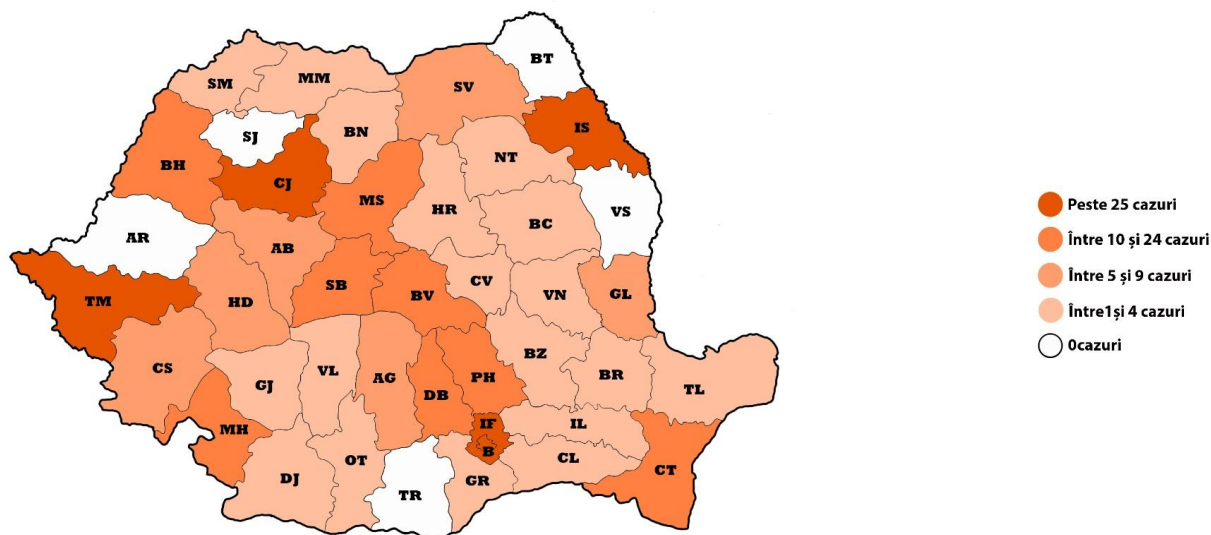 BT
SM
MM
SV
SJ
BN
IS
BH
CJ
NT
MS
HR
VS
AR
AB
BC
CV
SB
BV
VN
GL
TM
HD
CS
GJ
VL
AG
DB
PH
BZ
BR
TL
MH
IF
IL
B
DJ
OT
TR
GR
CL
CT
Peste 25 cazuri
Între 10 și 24 cazuri
Între 5 și 9 cazuri
Între1și 4 cazuri
0cazuri